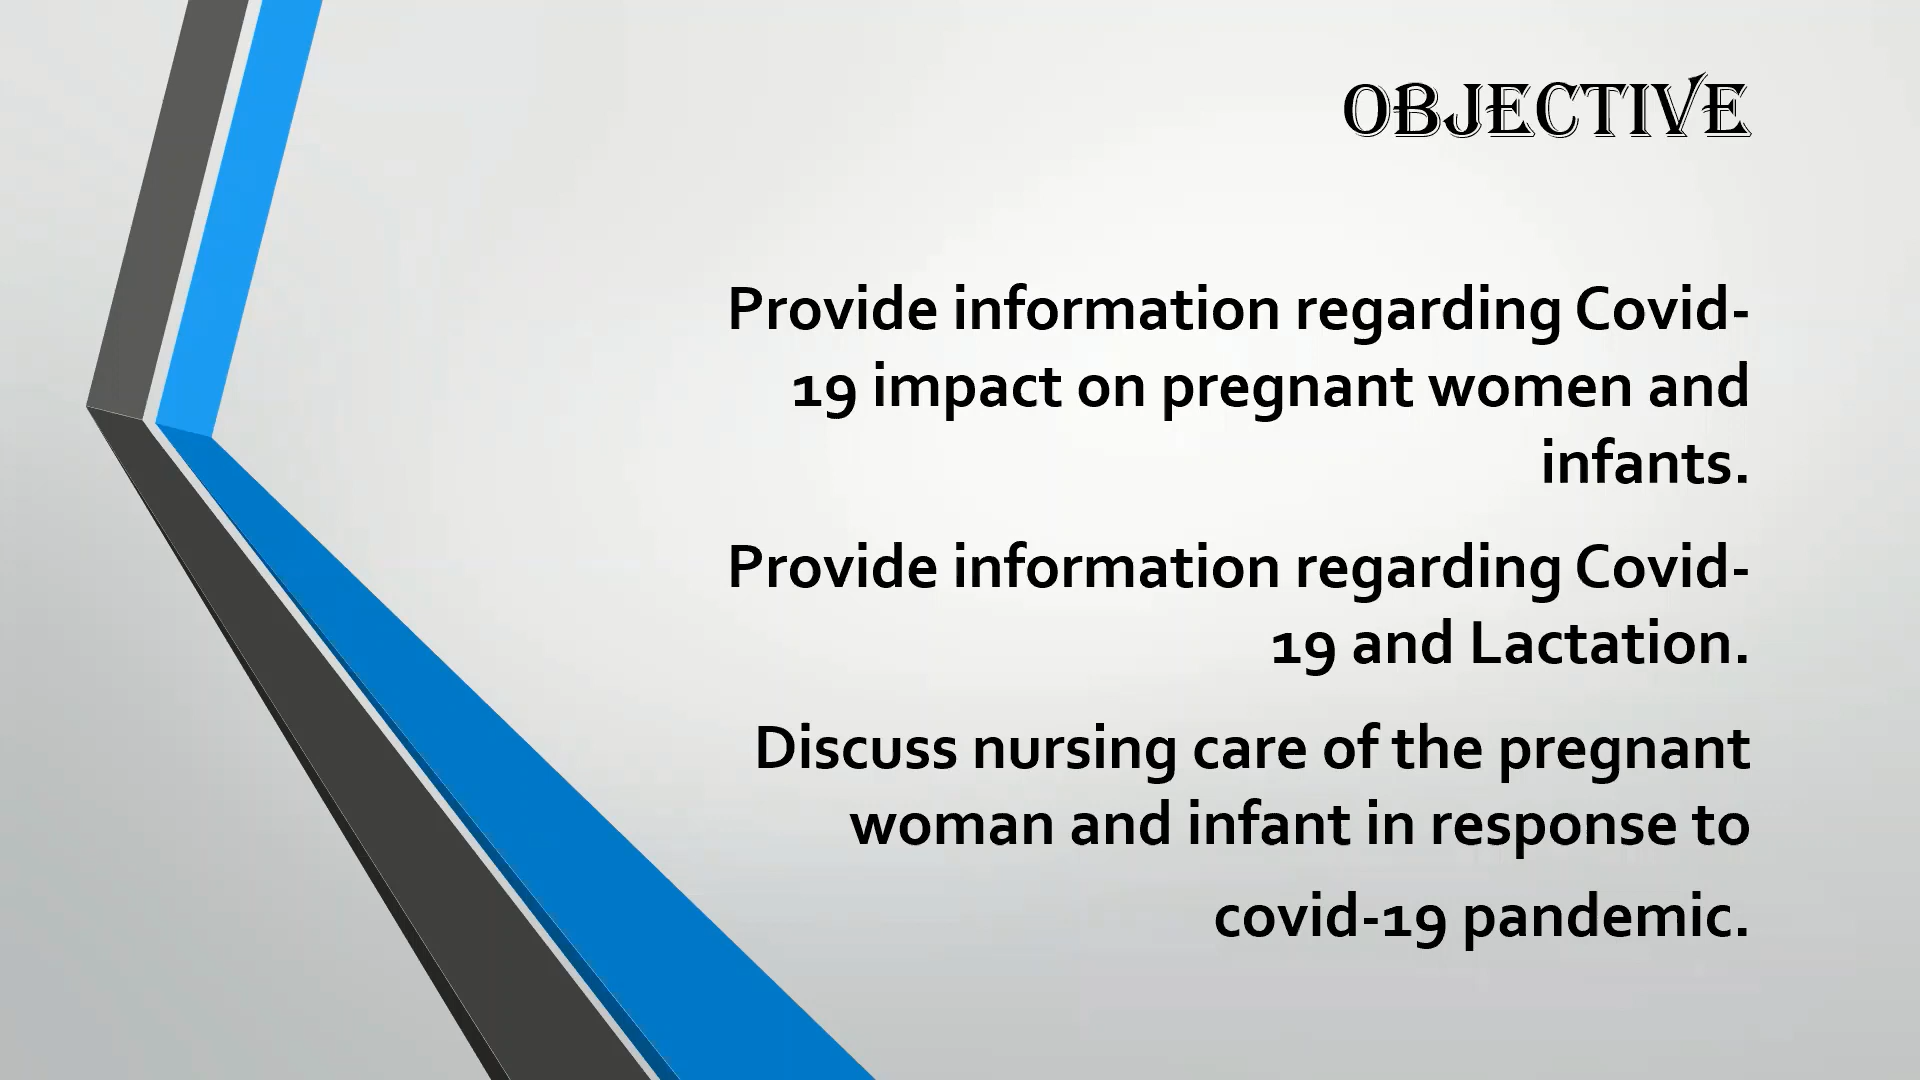 OBJECTIVE
Provide information regarding Covid-
19 impact on pregnant women and
infants.
Provide information regarding Covid-
19 and Lactation.
Discuss nursing care of the pregnant
woman and infant in response to
covid-19 pandemic.